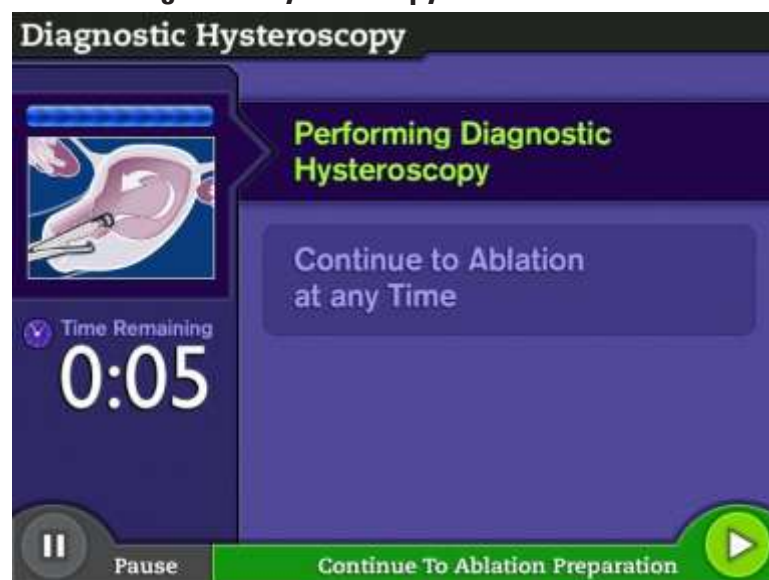 Diagnostic Hysteroscopy
Performing Diagnostic
Hysteroscopy
Continue to Ablation
at any Time
Time Remaining
0:05
Pause
Continue To Ablation Preparation